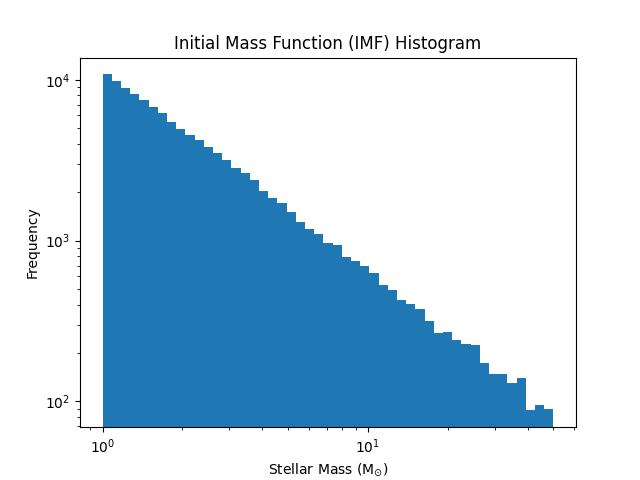 Initial Mass Function (IMF) Histogram
Frequency
10⁴
10³
10²
10⁰ 10¹
Stellar Mass (M☉)